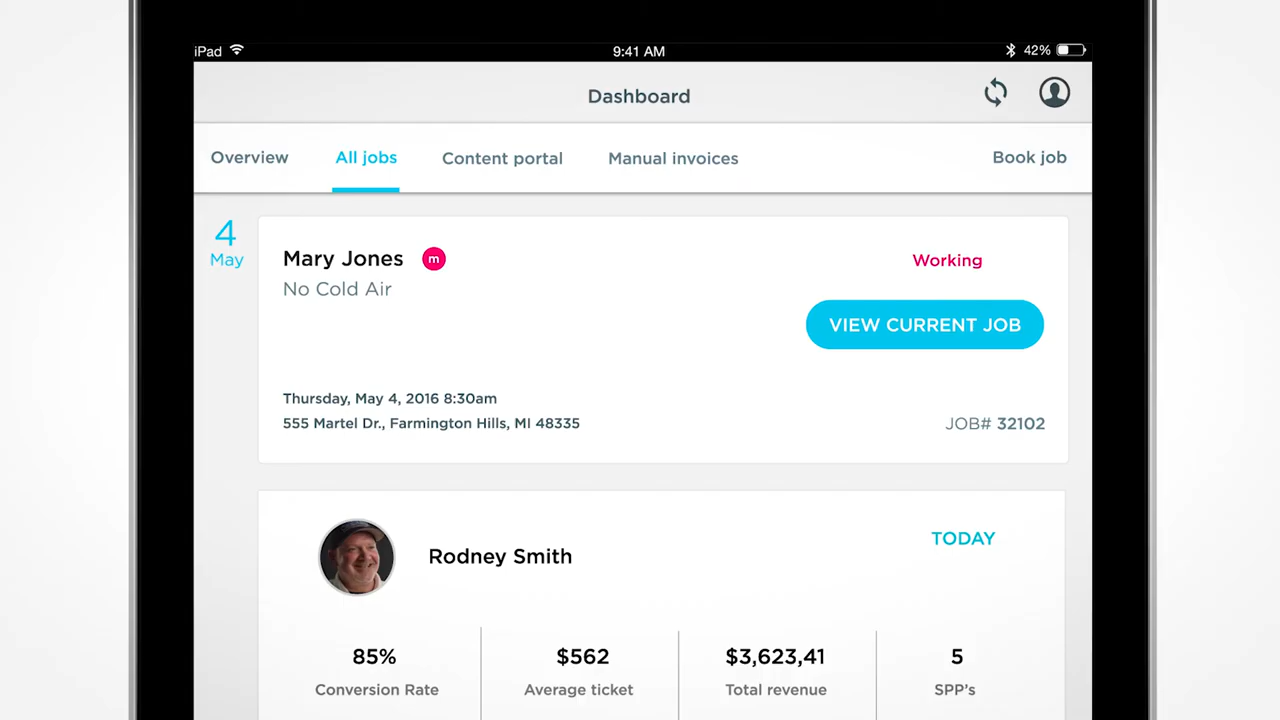 iPad 9:41 AM 42%
Dashboard
Overview All jobs Content portal Manual invoices Book job
4
May
Mary Jones m
Working
No Cold Air
VIEW CURRENT JOB
Thursday, May 4, 2016 8:30am
555 Martel Dr., Farmington Hills, MI 48335
JOB# 32102
TODAY
Rodney Smith
85% $562 $3,623,41 5
Conversion Rate Average ticket Total revenue SPP's